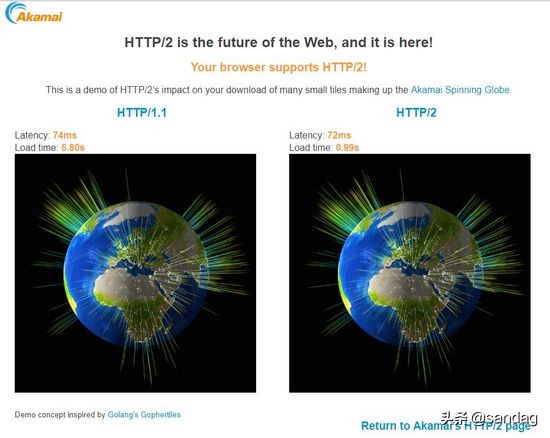 Akamai
HTTP/2 is the future of the Web, and it is here!
Your browser supports HTTP/2!
This is a demo of HTTP/2's impact on your download of many small tiles making up the Akamai Spinning Globe.
HTTP/1.1
Latency: 74ms
Load time: 5.80s
HTTP/2
Latency: 72ms
Load time: 0.99s
Demo concept inspired by Golang's Gophertiles
头条 @sandag
Return to Akamai's HTTP/2 page